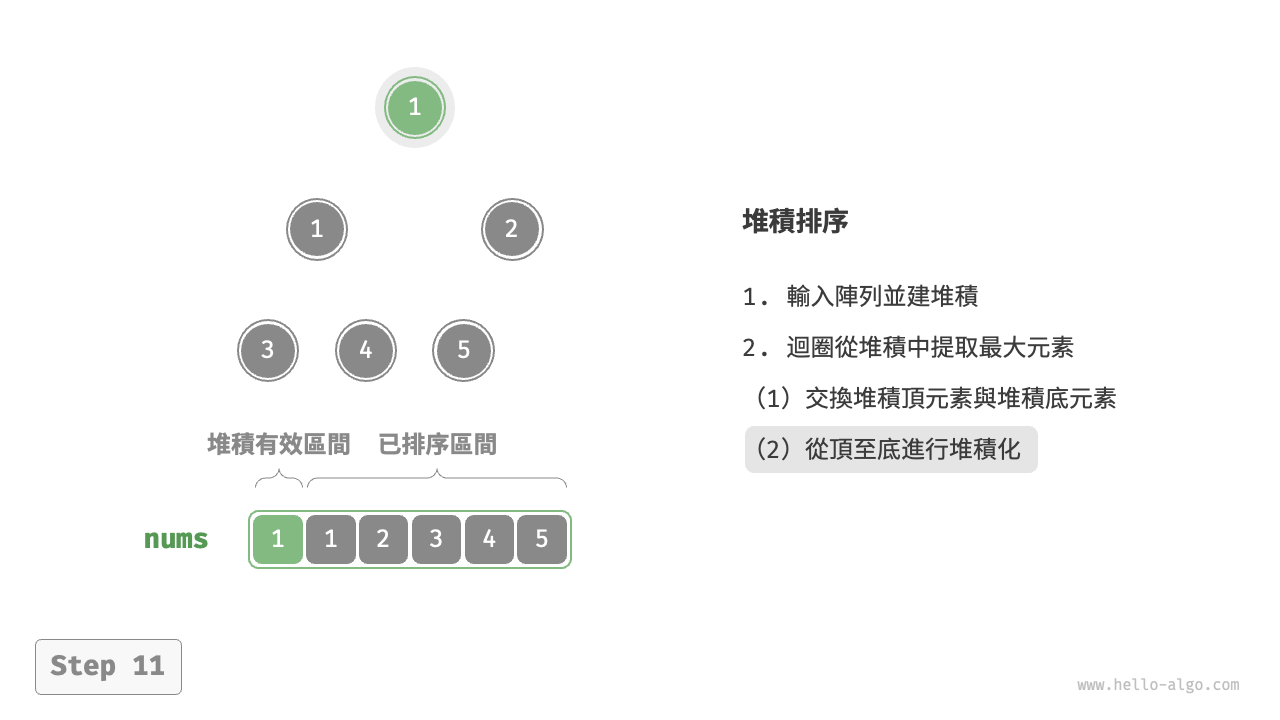 1
1 2
3 4 5
堆積有效區間 已排序區間
nums 1 1 2 3 4 5
Step 11
堆積排序
1. 輸入陣列並建堆積
2. 迴圈從堆積中提取最大元素
（1）交換堆積頂元素與堆積底元素
（2）從頂至底進行堆積化
www.hello-algo.com